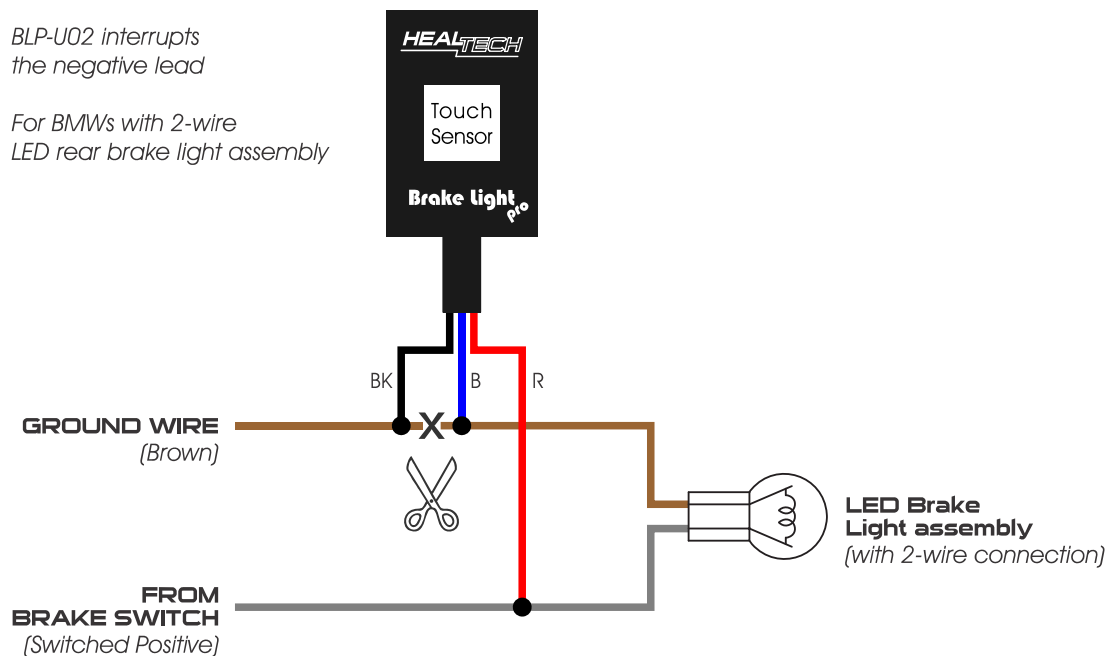 BLP-U02 interrupts
the negative lead
For BMWs with 2-wire
LED rear brake light assembly
HEALTECH
Touch
Sensor
Brake Light
pro
BK
B
R
GROUND WIRE
(Brown)
X
LED Brake
Light assembly
(with 2-wire connection)
FROM
BRAKE SWITCH
(Switched Positive)